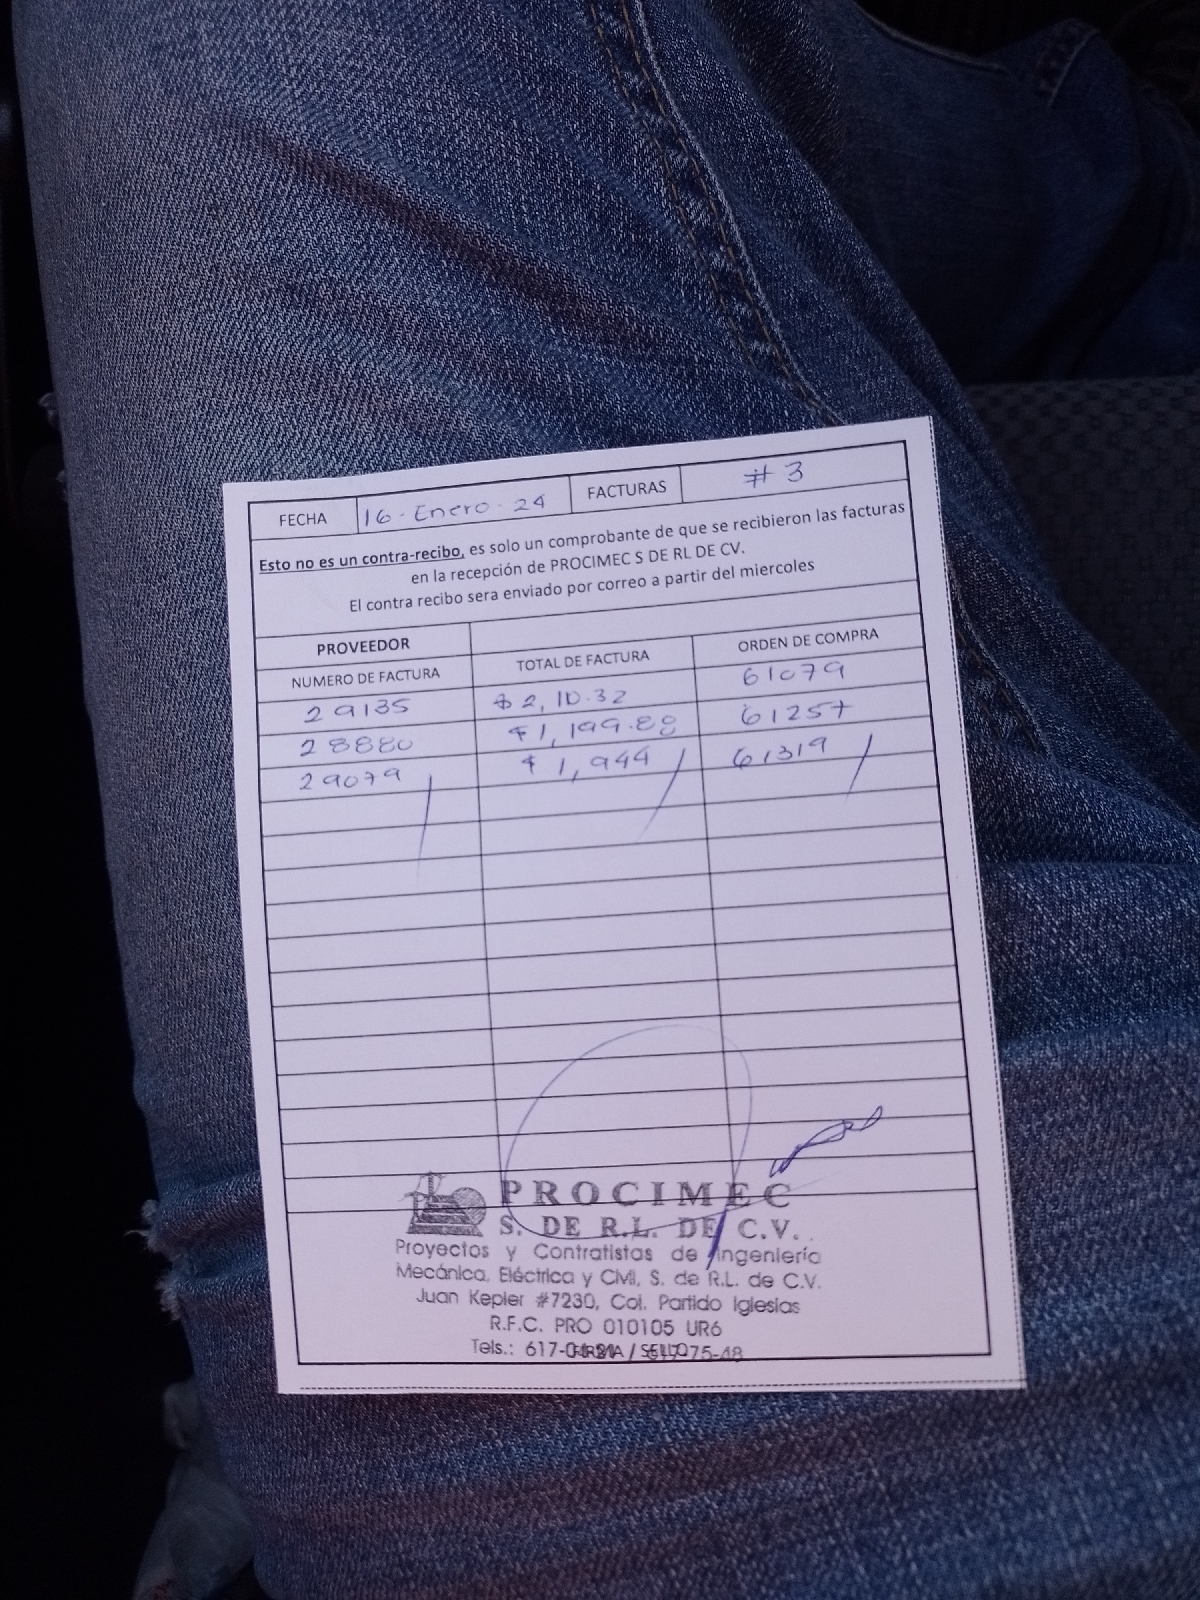 FECHA 16-Enero-24 FACTURAS # 3
Esto no es un contra-recibo, es solo un comprobante de que se recibieron las facturas
en la recepción de PROCIMEC S DE RL DE CV.
El contra recibo sera enviado por correo a partir del miercoles
PROVEEDOR
NUMERO DE FACTURA TOTAL DE FACTURA ORDEN DE COMPRA
29135 $ 2,10.32 61079
28880 $1,199.88 61257
29079 $ 1,944 61319
PROCIMEC
S. DE R.L. DE C.V.
Proyectos y Contratistas de Ingeniería
Mecánica, Eléctrica y Civil, S. de R.L. de C.V.
Juan Kepler #7230, Col. Partido Iglesias
R.F.C. PRO 010105 UR6
Tels.: FIRMA / SELLO